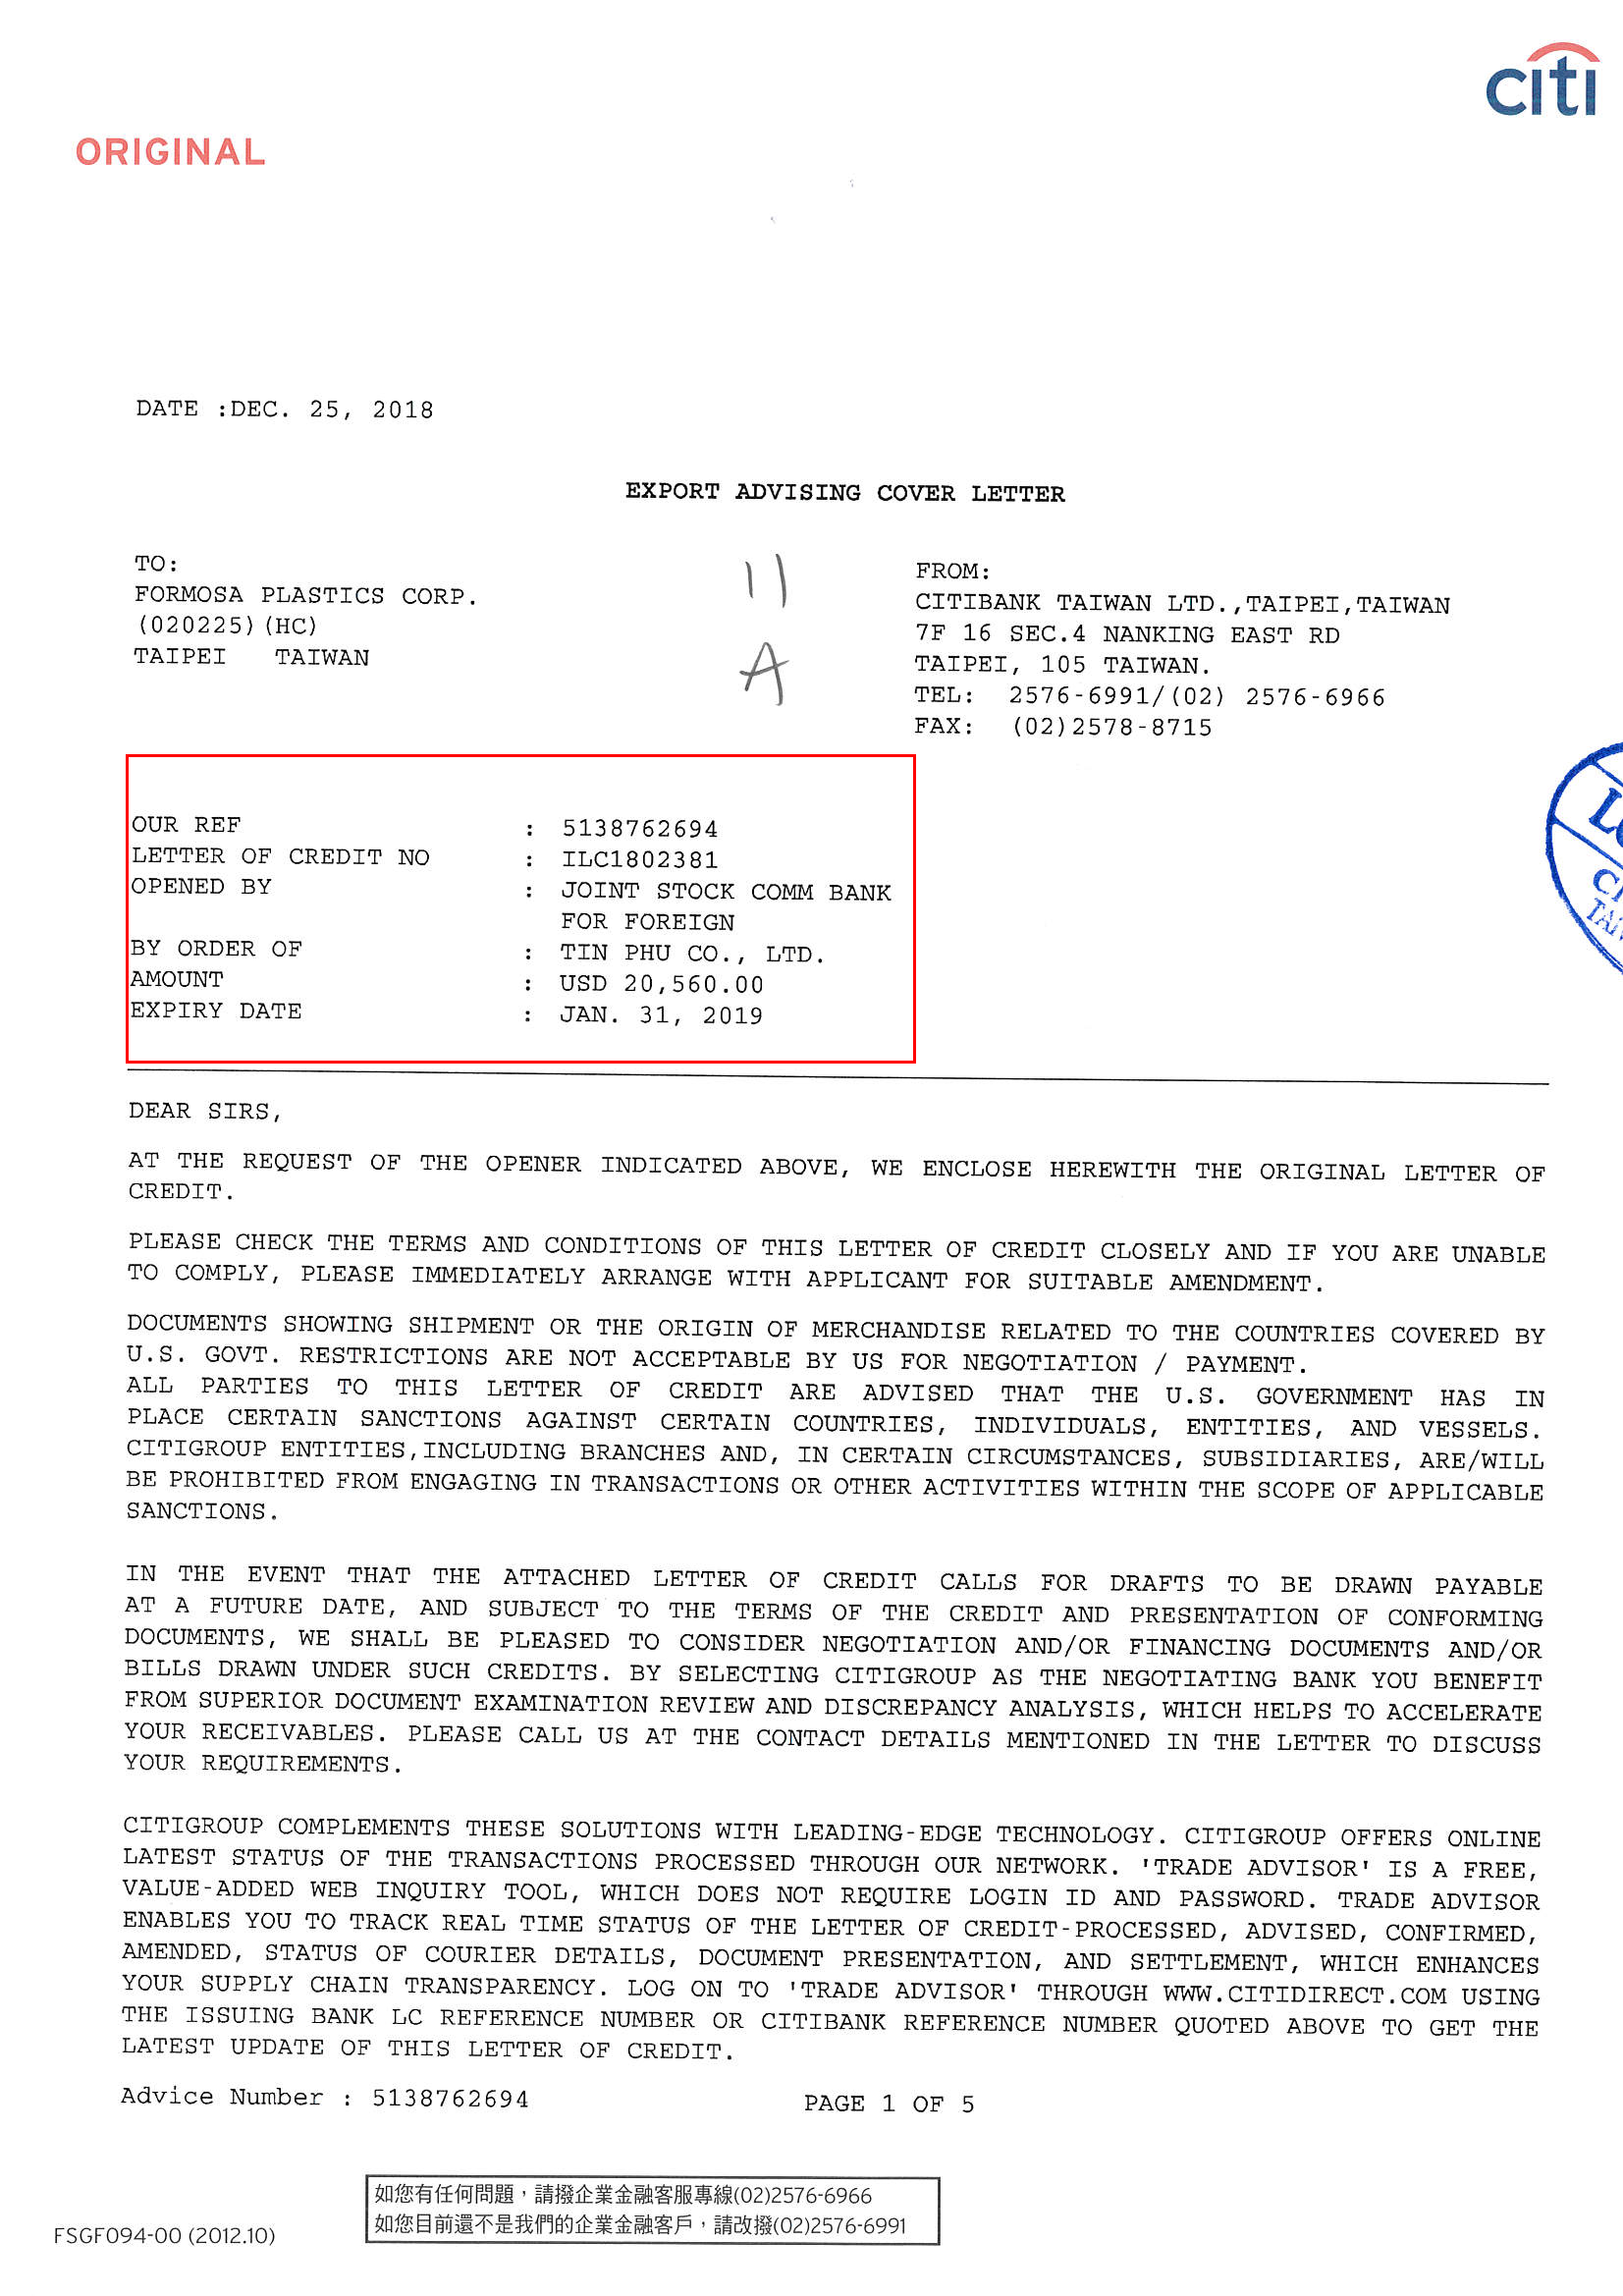 citi
ORIGINAL
DATE :DEC. 25, 2018
EXPORT ADVISING COVER LETTER
TO:
FORMOSA PLASTICS CORP.
(020225)(HC)
TAIPEI TAIWAN
11
A
FROM:
CITIBANK TAIWAN LTD.,TAIPEI,TAIWAN
7F 16 SEC.4 NANKING EAST RD
TAIPEI, 105 TAIWAN.
TEL: 2576-6991/(02) 2576-6966
FAX: (02)2578-8715
OUR REF : 5138762694
LETTER OF CREDIT NO : ILC1802381
OPENED BY : JOINT STOCK COMM BANK
FOR FOREIGN
BY ORDER OF : TIN PHU CO., LTD.
AMOUNT : USD 20,560.00
EXPIRY DATE : JAN. 31, 2019
DEAR SIRS,
AT THE REQUEST OF THE OPENER INDICATED ABOVE, WE ENCLOSE HEREWITH THE ORIGINAL LETTER OF
CREDIT.
PLEASE CHECK THE TERMS AND CONDITIONS OF THIS LETTER OF CREDIT CLOSELY AND IF YOU ARE UNABLE
TO COMPLY, PLEASE IMMEDIATELY ARRANGE WITH APPLICANT FOR SUITABLE AMENDMENT.
DOCUMENTS SHOWING SHIPMENT OR THE ORIGIN OF MERCHANDISE RELATED TO THE COUNTRIES COVERED BY
U.S. GOVT. RESTRICTIONS ARE NOT ACCEPTABLE BY US FOR NEGOTIATION / PAYMENT.
ALL PARTIES TO THIS LETTER OF CREDIT ARE ADVISED THAT THE U.S. GOVERNMENT HAS IN
PLACE CERTAIN SANCTIONS AGAINST CERTAIN COUNTRIES, INDIVIDUALS, ENTITIES, AND VESSELS.
CITIGROUP ENTITIES,INCLUDING BRANCHES AND, IN CERTAIN CIRCUMSTANCES, SUBSIDIARIES, ARE/WILL
BE PROHIBITED FROM ENGAGING IN TRANSACTIONS OR OTHER ACTIVITIES WITHIN THE SCOPE OF APPLICABLE
SANCTIONS.
IN THE EVENT THAT THE ATTACHED LETTER OF CREDIT CALLS FOR DRAFTS TO BE DRAWN PAYABLE
AT A FUTURE DATE, AND SUBJECT TO THE TERMS OF THE CREDIT AND PRESENTATION OF CONFORMING
DOCUMENTS, WE SHALL BE PLEASED TO CONSIDER NEGOTIATION AND/OR FINANCING DOCUMENTS AND/OR
BILLS DRAWN UNDER SUCH CREDITS. BY SELECTING CITIGROUP AS THE NEGOTIATING BANK YOU BENEFIT
FROM SUPERIOR DOCUMENT EXAMINATION REVIEW AND DISCREPANCY ANALYSIS, WHICH HELPS TO ACCELERATE
YOUR RECEIVABLES. PLEASE CALL US AT THE CONTACT DETAILS MENTIONED IN THE LETTER TO DISCUSS
YOUR REQUIREMENTS.
CITIGROUP COMPLEMENTS THESE SOLUTIONS WITH LEADING-EDGE TECHNOLOGY. CITIGROUP OFFERS ONLINE
LATEST STATUS OF THE TRANSACTIONS PROCESSED THROUGH OUR NETWORK. 'TRADE ADVISOR' IS A FREE,
VALUE-ADDED WEB INQUIRY TOOL, WHICH DOES NOT REQUIRE LOGIN ID AND PASSWORD. TRADE ADVISOR
ENABLES YOU TO TRACK REAL TIME STATUS OF THE LETTER OF CREDIT-PROCESSED, ADVISED, CONFIRMED,
AMENDED, STATUS OF COURIER DETAILS, DOCUMENT PRESENTATION, AND SETTLEMENT, WHICH ENHANCES
YOUR SUPPLY CHAIN TRANSPARENCY. LOG ON TO 'TRADE ADVISOR' THROUGH WWW.CITIDIRECT.COM USING
THE ISSUING BANK LC REFERENCE NUMBER OR CITIBANK REFERENCE NUMBER QUOTED ABOVE TO GET THE
LATEST UPDATE OF THIS LETTER OF CREDIT.
Advice Number : 5138762694 PAGE 1 OF 5
如您有任何問題，請撥企業金融客服專線(02)2576-6966
如您目前還不是我們的企業金融客戶，請改撥(02)2576-6991
FSGF094-00 (2012.10)